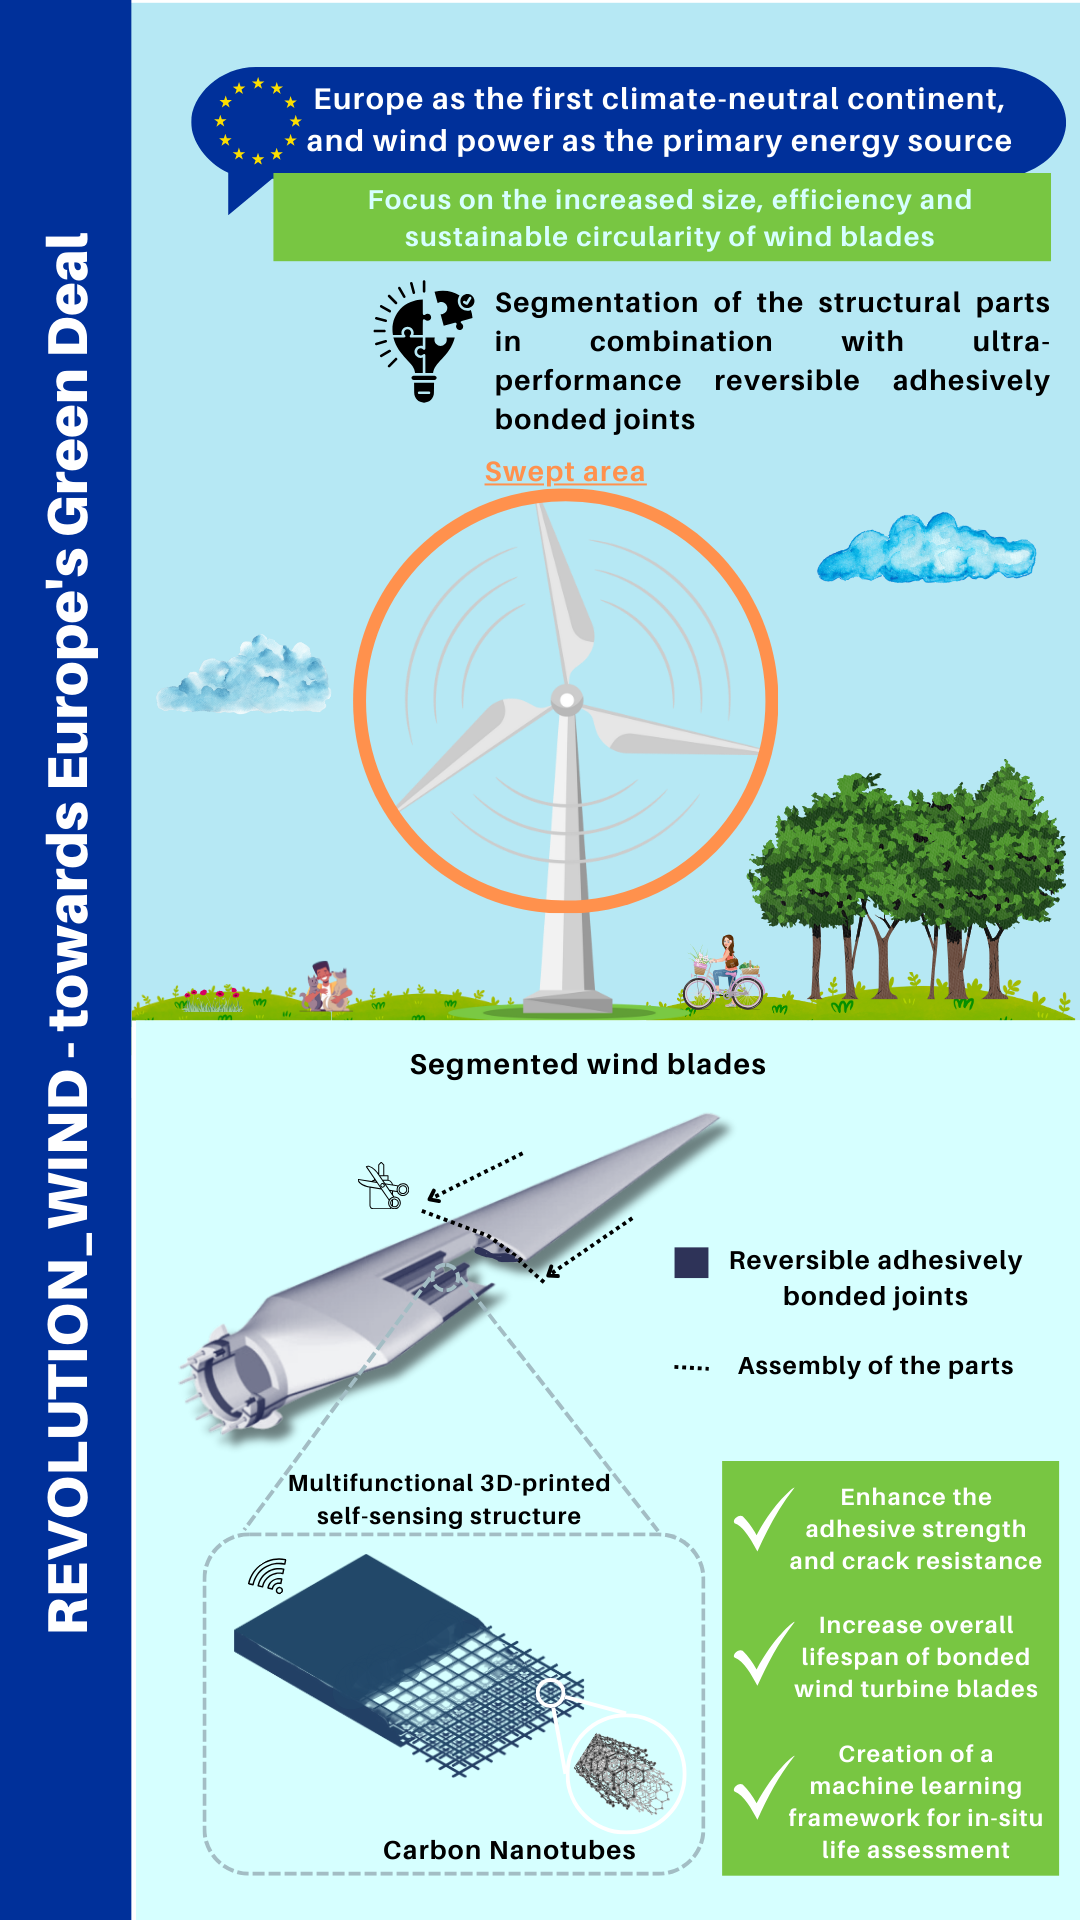 REVOLUTION_WIND - towards Europe's Green Deal
Europe as the first climate-neutral continent,
and wind power as the primary energy source
Focus on the increased size, efficiency and
sustainable circularity of wind blades
Segmentation of the structural parts
in combination with ultra-
performance reversible adhesively
bonded joints
Swept area
Segmented wind blades
Reversible adhesively
bonded joints
Assembly of the parts
Multifunctional 3D-printed
self-sensing structure
Carbon Nanotubes
Enhance the
adhesive strength
and crack resistance
Increase overall
lifespan of bonded
wind turbine blades
Creation of a
machine learning
framework for in-situ
life assessment